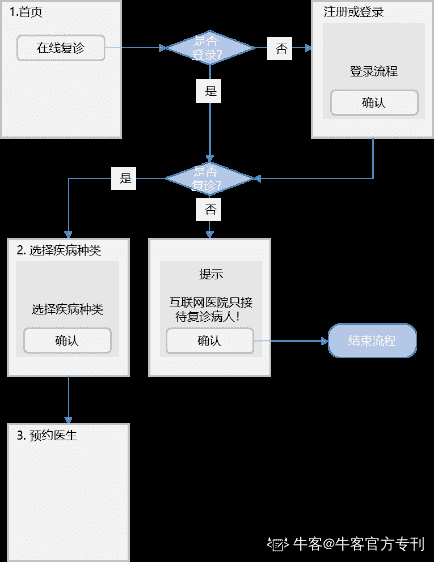 1.首页
在线复诊
是否
登录?
否
注册或登录
登录流程
确认
是
是否
复诊?
是
否
2. 选择疾病种类
选择疾病种类
确认
提示
互联网医院只接
待复诊病人!
确认
结束流程
3. 预约医生
牛客@牛客官方专刊